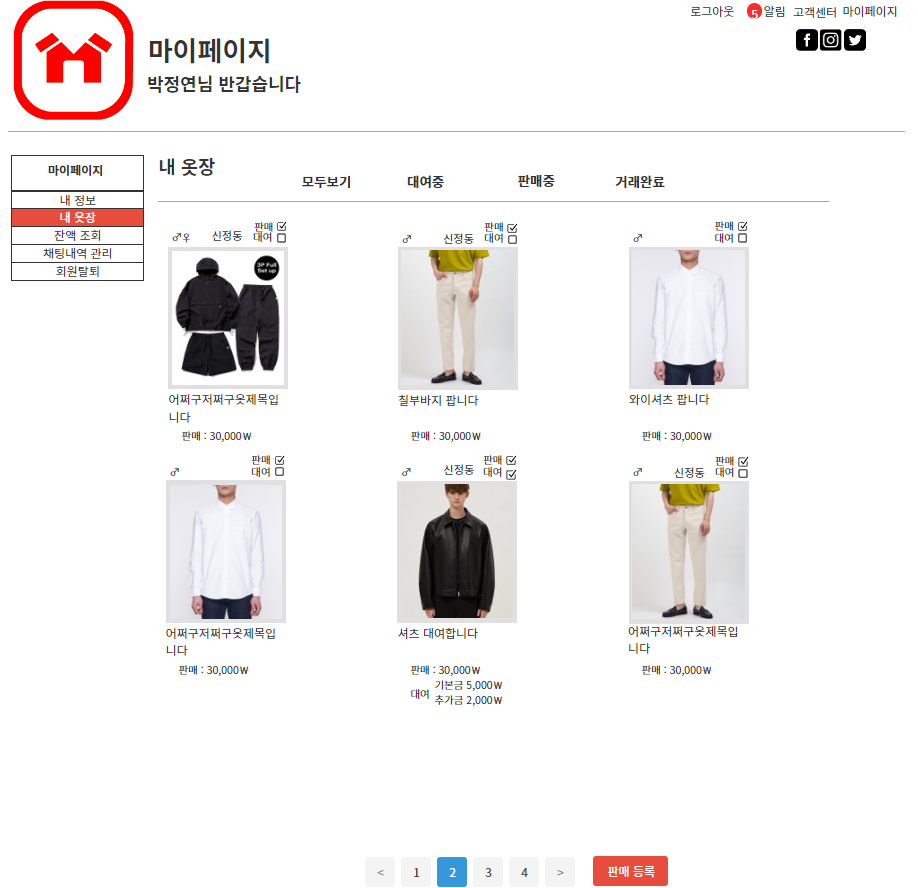 로그아웃 5 알림 고객센터 마이페이지
마이페이지
박정연님 반갑습니다
마이페이지
내 정보
내 옷장
잔액 조회
채팅내역 관리
회원탈퇴
내 옷장
모두보기 대여중 판매중 거래완료
♂♀ 신정동 판매 ☑
대여 ☐
3P Full
Set up
어쩌구저쩌구옷제목입
니다
판매 : 30,000₩
♂ 신정동 판매 ☑
대여 ☐
칠부바지 팝니다
판매 : 30,000₩
♂ 판매 ☑
대여 ☐
와이셔츠 팝니다
판매 : 30,000₩
♂ 판매 ☑
대여 ☐
어쩌구저쩌구옷제목입
니다
판매 : 30,000₩
♂ 신정동 판매 ☑
대여 ☑
셔츠 대여합니다
판매 : 30,000₩
대여 기본금 5,000₩
추가금 2,000₩
♂ 신정동 판매 ☑
대여 ☐
어쩌구저쩌구옷제목입
니다
판매 : 30,000₩
< 1 2 3 4 > 판매 등록